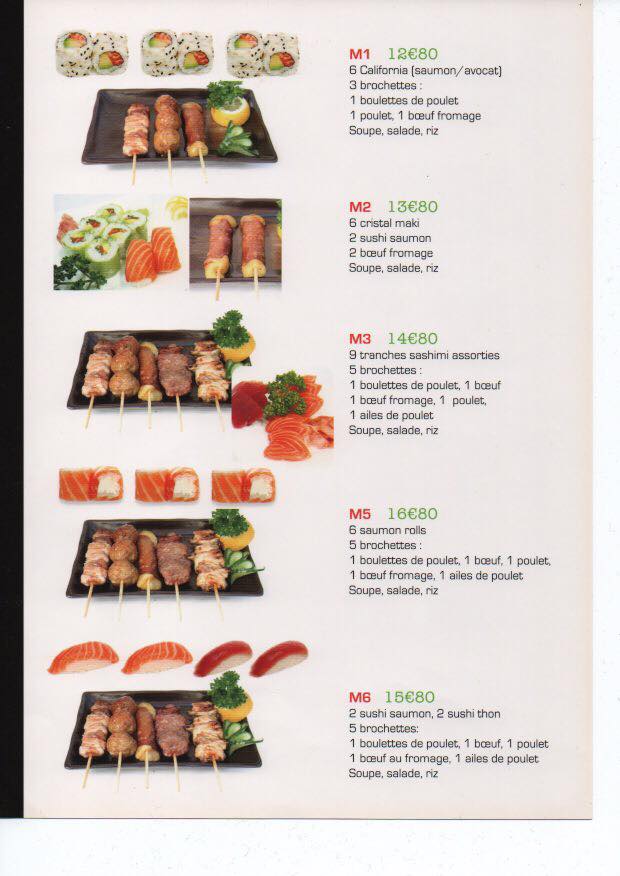 M1 12€80
6 California (saumon/avocat)
3 brochettes :
1 boulettes de poulet
1 poulet, 1 bœuf fromage
Soupe, salade, riz
M2 13€80
6 cristal maki
2 sushi saumon
2 bœuf fromage
Soupe, salade, riz
M3 14€80
9 tranches sashimi assorties
5 brochettes :
1 boulettes de poulet, 1 bœuf
1 bœuf fromage, 1 poulet,
1 ailes de poulet
Soupe, salade, riz
M5 16€80
6 saumon rolls
5 brochettes :
1 boulettes de poulet, 1 bœuf, 1 poulet,
1 bœuf fromage, 1 ailes de poulet
Soupe, salade, riz
M6 15€80
2 sushi saumon, 2 sushi thon
5 brochettes:
1 boulettes de poulet, 1 bœuf, 1 poulet
1 bœuf au fromage, 1 ailes de poulet
Soupe, salade, riz